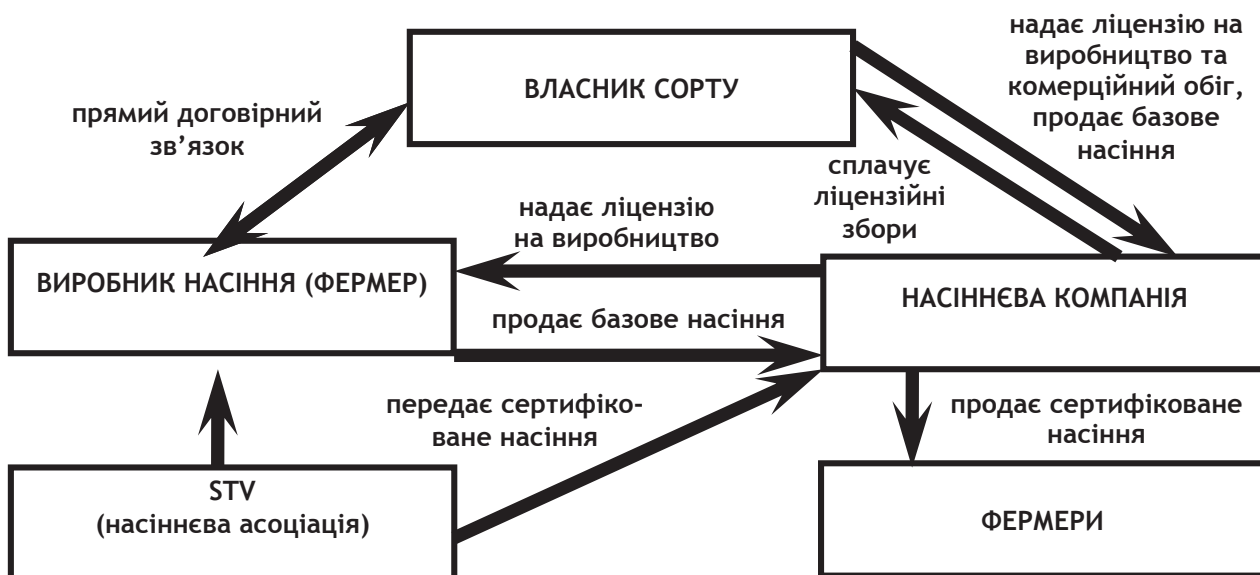 надає ліцензію на
виробництво та
комерційний обіг,
продає базове
насіння
ВЛАСНИК СОРТУ
прямий договірний
зв’язок
сплачує
ліцензійні
збори
надає ліцензію
на виробництво
ВИРОБНИК НАСІННЯ (ФЕРМЕР)
НАСІННЄВА КОМПАНІЯ
продає базове насіння
передає сертифіко-
ване насіння
продає сертифіковане
насіння
STV
(насіннєва асоціація)
ФЕРМЕРИ